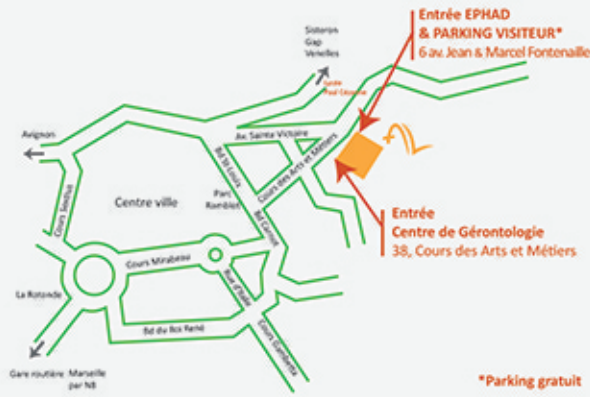 Entrée EPHAD
& PARKING VISITEUR*
6 av. Jean & Marcel Fontenaille
Sisteron
Gap
Venelles
Paul Cézanne
Avignon
Av. Sainte Victoire
Bd St Louis
Cours des Arts et Métiers
Cours Sextius
Centre ville
Parc
Rambot
Bd Carnot
Entrée
Centre de Gérontologie
38, Cours des Arts et Métiers
Cours Mirabeau
La Rotonde
Rue d'Italie
Bd du Roi René
Cours Gambetta
Gare routière
Marseille
par N8
*Parking gratuit